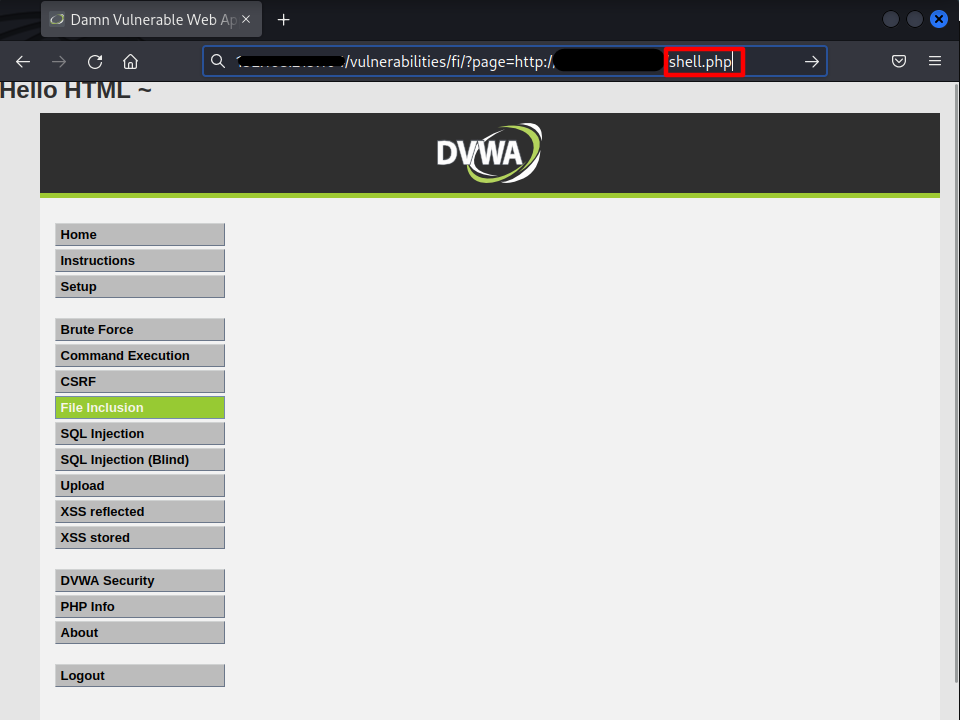 Damn Vulnerable Web Ap
/vulnerabilities/fi/?page=http:/ shell.php
Hello HTML ~
DVWA
Home
Instructions
Setup
Brute Force
Command Execution
CSRF
File Inclusion
SQL Injection
SQL Injection (Blind)
Upload
XSS reflected
XSS stored
DVWA Security
PHP Info
About
Logout